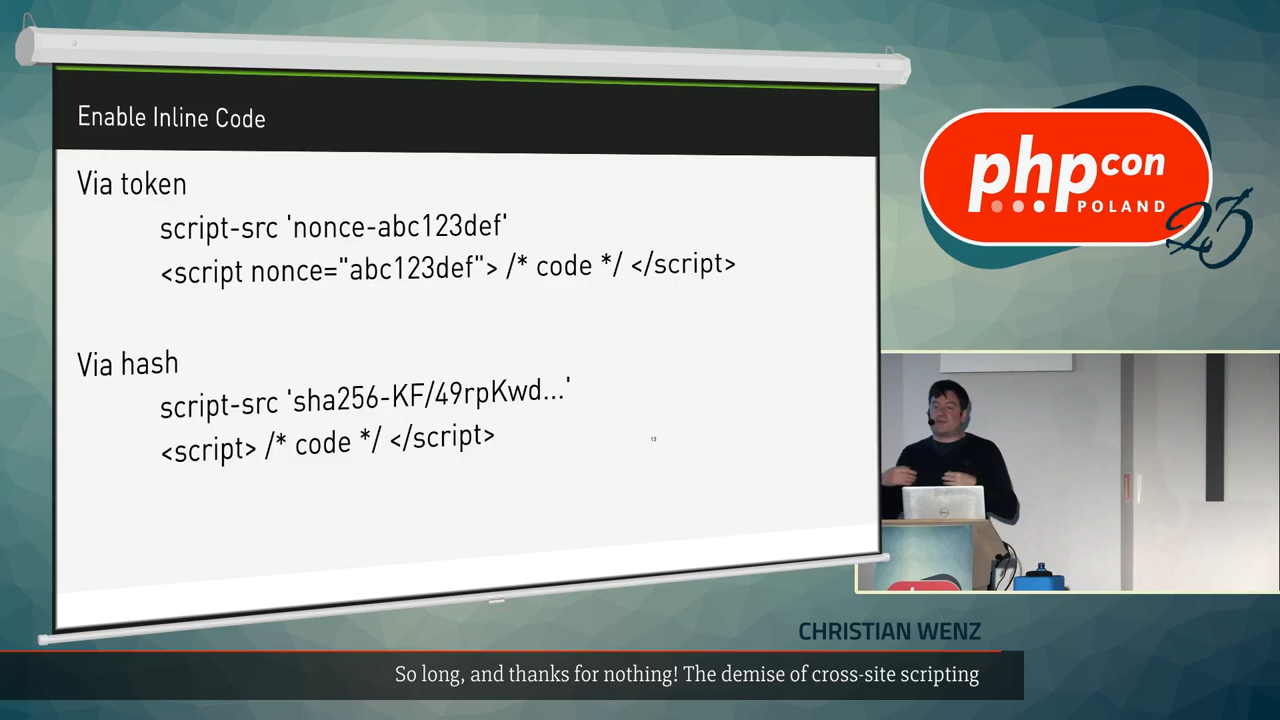 Enable Inline Code
Via token
script-src 'nonce-abc123def'
<script nonce="abc123def"> /* code */ </script>
Via hash
script-src 'sha256-KF/49rpKwd...'
<script> /* code */ </script>
13
phpcon
POLAND
23
CHRISTIAN WENZ
So long, and thanks for nothing! The demise of cross-site scripting